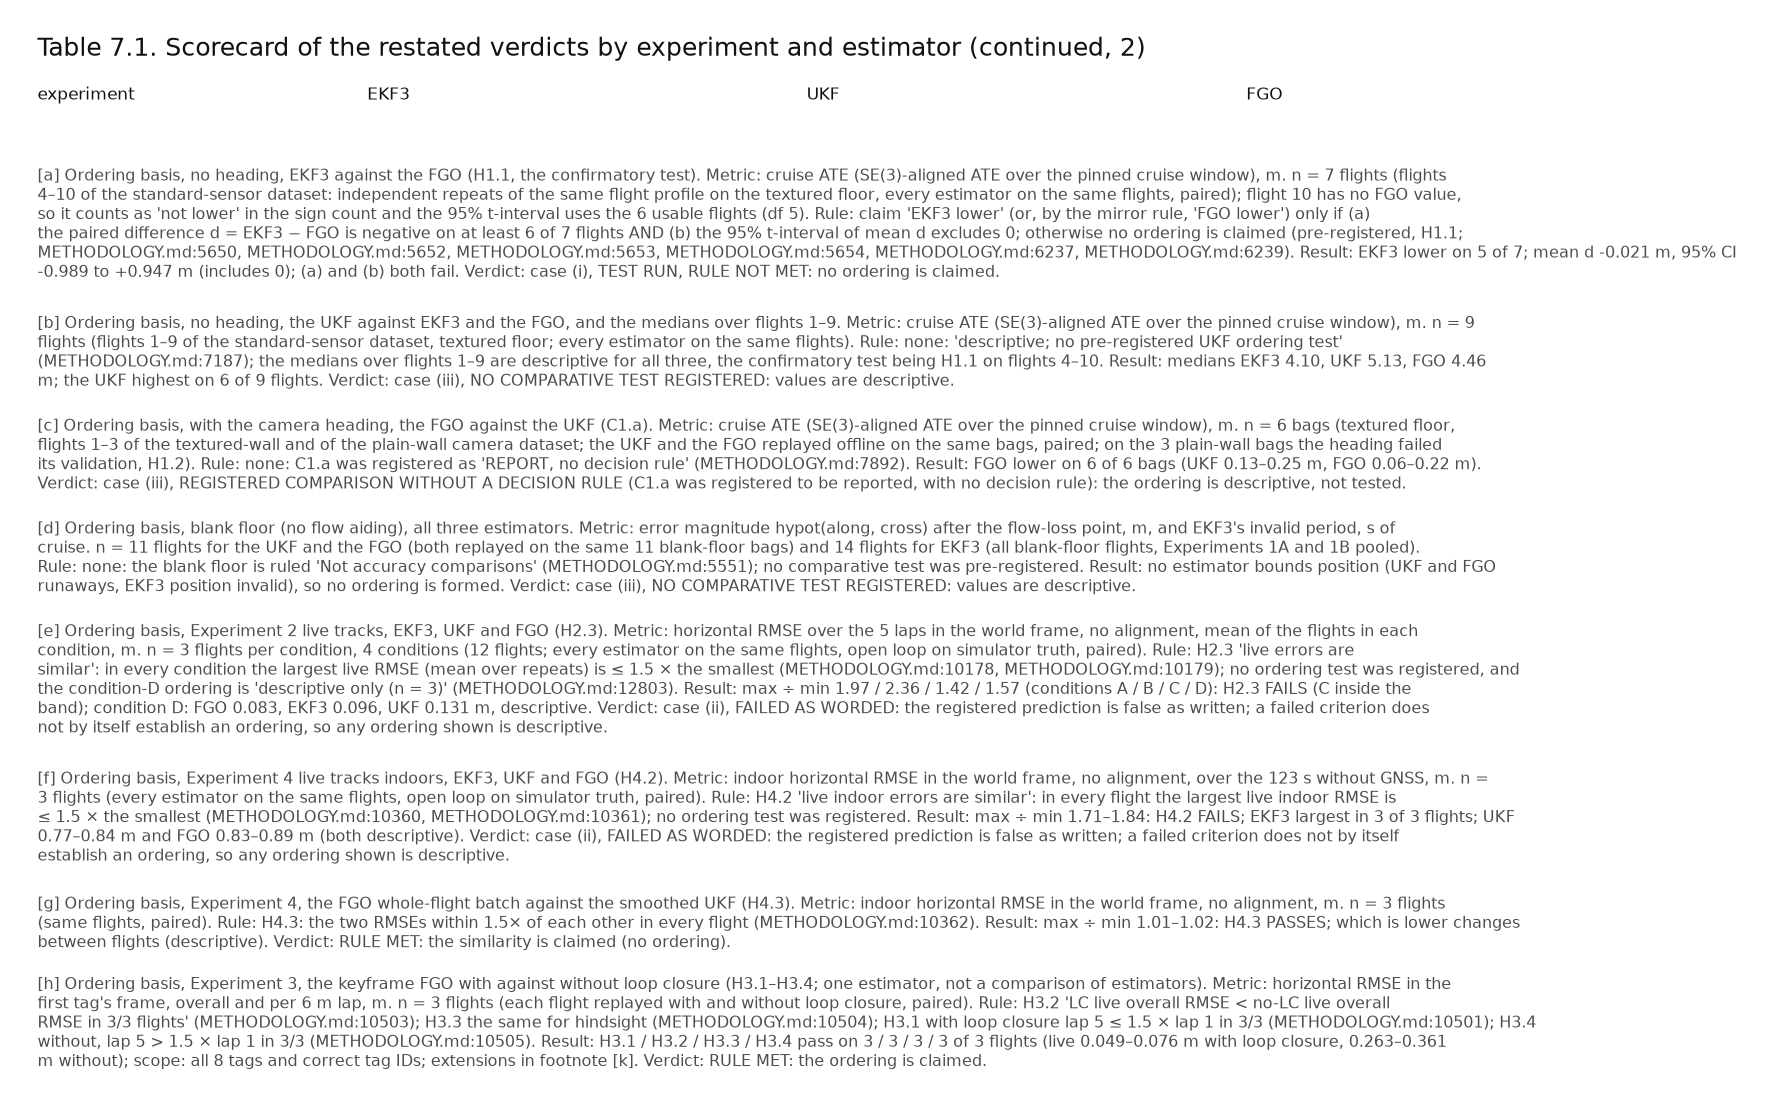 Table 7.1. Scorecard of the restated verdicts by experiment and estimator (continued, 2)
experiment EKF3 UKF FGO
[a] Ordering basis, no heading, EKF3 against the FGO (H1.1, the confirmatory test). Metric: cruise ATE (SE(3)-aligned ATE over the pinned cruise window), m. n = 7 flights (flights
4–10 of the standard-sensor dataset: independent repeats of the same flight profile on the textured floor, every estimator on the same flights, paired); flight 10 has no FGO value,
so it counts as 'not lower' in the sign count and the 95% t-interval uses the 6 usable flights (df 5). Rule: claim 'EKF3 lower' (or, by the mirror rule, 'FGO lower') only if (a)
the paired difference d = EKF3 − FGO is negative on at least 6 of 7 flights AND (b) the 95% t-interval of mean d excludes 0; otherwise no ordering is claimed (pre-registered, H1.1;
METHODOLOGY.md:5650, METHODOLOGY.md:5652, METHODOLOGY.md:5653, METHODOLOGY.md:5654, METHODOLOGY.md:6237, METHODOLOGY.md:6239). Result: EKF3 lower on 5 of 7; mean d -0.021 m, 95% CI
-0.989 to +0.947 m (includes 0); (a) and (b) both fail. Verdict: case (i), TEST RUN, RULE NOT MET: no ordering is claimed.
[b] Ordering basis, no heading, the UKF against EKF3 and the FGO, and the medians over flights 1–9. Metric: cruise ATE (SE(3)-aligned ATE over the pinned cruise window), m. n = 9
flights (flights 1–9 of the standard-sensor dataset, textured floor; every estimator on the same flights). Rule: none: 'descriptive; no pre-registered UKF ordering test'
(METHODOLOGY.md:7187); the medians over flights 1–9 are descriptive for all three, the confirmatory test being H1.1 on flights 4–10. Result: medians EKF3 4.10, UKF 5.13, FGO 4.46
m; the UKF highest on 6 of 9 flights. Verdict: case (iii), NO COMPARATIVE TEST REGISTERED: values are descriptive.
[c] Ordering basis, with the camera heading, the FGO against the UKF (C1.a). Metric: cruise ATE (SE(3)-aligned ATE over the pinned cruise window), m. n = 6 bags (textured floor,
flights 1–3 of the textured-wall and of the plain-wall camera dataset; the UKF and the FGO replayed offline on the same bags, paired; on the 3 plain-wall bags the heading failed
its validation, H1.2). Rule: none: C1.a was registered as 'REPORT, no decision rule' (METHODOLOGY.md:7892). Result: FGO lower on 6 of 6 bags (UKF 0.13–0.25 m, FGO 0.06–0.22 m).
Verdict: case (iii), REGISTERED COMPARISON WITHOUT A DECISION RULE (C1.a was registered to be reported, with no decision rule): the ordering is descriptive, not tested.
[d] Ordering basis, blank floor (no flow aiding), all three estimators. Metric: error magnitude hypot(along, cross) after the flow-loss point, m, and EKF3's invalid period, s of
cruise. n = 11 flights for the UKF and the FGO (both replayed on the same 11 blank-floor bags) and 14 flights for EKF3 (all blank-floor flights, Experiments 1A and 1B pooled).
Rule: none: the blank floor is ruled 'Not accuracy comparisons' (METHODOLOGY.md:5551); no comparative test was pre-registered. Result: no estimator bounds position (UKF and FGO
runaways, EKF3 position invalid), so no ordering is formed. Verdict: case (iii), NO COMPARATIVE TEST REGISTERED: values are descriptive.
[e] Ordering basis, Experiment 2 live tracks, EKF3, UKF and FGO (H2.3). Metric: horizontal RMSE over the 5 laps in the world frame, no alignment, mean of the flights in each
condition, m. n = 3 flights per condition, 4 conditions (12 flights; every estimator on the same flights, open loop on simulator truth, paired). Rule: H2.3 'live errors are
similar': in every condition the largest live RMSE (mean over repeats) is ≤ 1.5 × the smallest (METHODOLOGY.md:10178, METHODOLOGY.md:10179); no ordering test was registered, and
the condition-D ordering is 'descriptive only (n = 3)' (METHODOLOGY.md:12803). Result: max ÷ min 1.97 / 2.36 / 1.42 / 1.57 (conditions A / B / C / D): H2.3 FAILS (C inside the
band); condition D: FGO 0.083, EKF3 0.096, UKF 0.131 m, descriptive. Verdict: case (ii), FAILED AS WORDED: the registered prediction is false as written; a failed criterion does
not by itself establish an ordering, so any ordering shown is descriptive.
[f] Ordering basis, Experiment 4 live tracks indoors, EKF3, UKF and FGO (H4.2). Metric: indoor horizontal RMSE in the world frame, no alignment, over the 123 s without GNSS, m. n =
3 flights (every estimator on the same flights, open loop on simulator truth, paired). Rule: H4.2 'live indoor errors are similar': in every flight the largest live indoor RMSE is
≤ 1.5 × the smallest (METHODOLOGY.md:10360, METHODOLOGY.md:10361); no ordering test was registered. Result: max ÷ min 1.71–1.84: H4.2 FAILS; EKF3 largest in 3 of 3 flights; UKF
0.77–0.84 m and FGO 0.83–0.89 m (both descriptive). Verdict: case (ii), FAILED AS WORDED: the registered prediction is false as written; a failed criterion does not by itself
establish an ordering, so any ordering shown is descriptive.
[g] Ordering basis, Experiment 4, the FGO whole-flight batch against the smoothed UKF (H4.3). Metric: indoor horizontal RMSE in the world frame, no alignment, m. n = 3 flights
(same flights, paired). Rule: H4.3: the two RMSEs within 1.5× of each other in every flight (METHODOLOGY.md:10362). Result: max ÷ min 1.01–1.02: H4.3 PASSES; which is lower changes
between flights (descriptive). Verdict: RULE MET: the similarity is claimed (no ordering).
[h] Ordering basis, Experiment 3, the keyframe FGO with against without loop closure (H3.1–H3.4; one estimator, not a comparison of estimators). Metric: horizontal RMSE in the
first tag's frame, overall and per 6 m lap, m. n = 3 flights (each flight replayed with and without loop closure, paired). Rule: H3.2 'LC live overall RMSE < no-LC live overall
RMSE in 3/3 flights' (METHODOLOGY.md:10503); H3.3 the same for hindsight (METHODOLOGY.md:10504); H3.1 with loop closure lap 5 ≤ 1.5 × lap 1 in 3/3 (METHODOLOGY.md:10501); H3.4
without, lap 5 > 1.5 × lap 1 in 3/3 (METHODOLOGY.md:10505). Result: H3.1 / H3.2 / H3.3 / H3.4 pass on 3 / 3 / 3 / 3 of 3 flights (live 0.049–0.076 m with loop closure, 0.263–0.361
m without); scope: all 8 tags and correct tag IDs; extensions in footnote [k]. Verdict: RULE MET: the ordering is claimed.